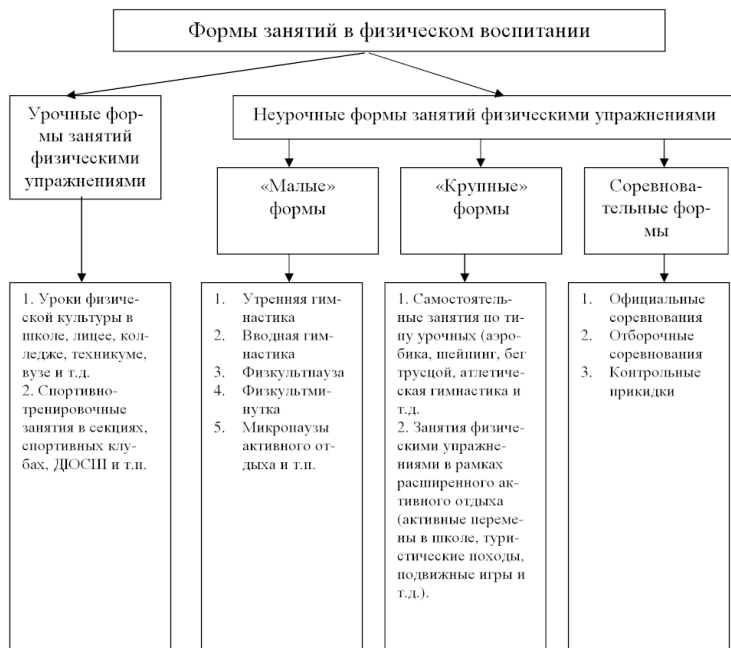 Формы занятий в физическом воспитании
Урочные фор-
мы занятий
физическими
упражнениями
Неурочные формы занятий физическими упражнениями
«Малые»
формы
«Крупные»
формы
Соревнова-
тельные фор-
мы
1. Уроки физиче-
ской культуры в
школе, лицее, кол-
ледже, техникуме,
вузе и т.д.
2. Спортивно-
тренировочные
занятия в секциях,
спортивных клу-
бах, ДЮСШ и т.п.
1. Утренняя гим-
настика
2. Вводная гим-
настика
3. Физкультпауза
4. Физкультми-
нутка
5. Микропаузы
активного от-
дыха и т.п.
1. Самостоятель-
ные занятия по ти-
пу урочных (аэро-
бика, шейпинг, бег
трусцой, атлетиче-
ская гимнастика и
т.д.
2. Занятия физиче-
скими упражне-
ниями в рамках
расширенного ак-
тивного отдыха
(активные переме-
ны в школе, тури-
стические походы,
подвижные игры и
т.д.).
1. Официальные
соревнования
2. Отборочные
соревнования
3. Контрольные
прикидки